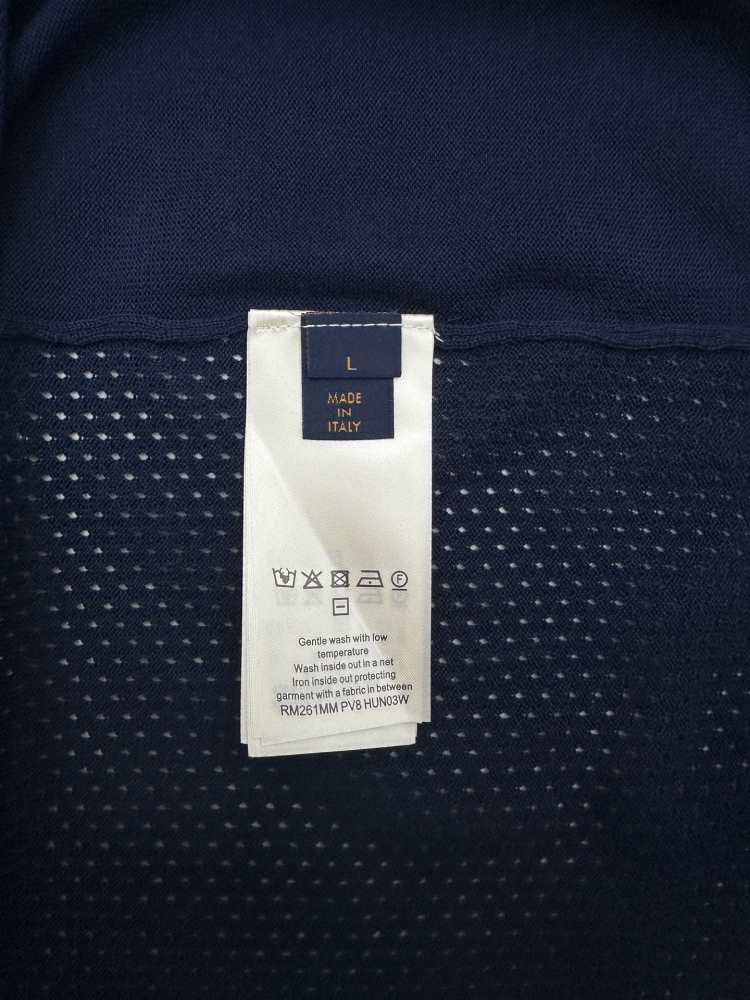 L
MADE
IN
ITALY
F
Gentle wash with low
temperature
Wash inside out in a net
Iron inside out protecting
garment with a fabric in between
RM261MM PV8 HUN03W